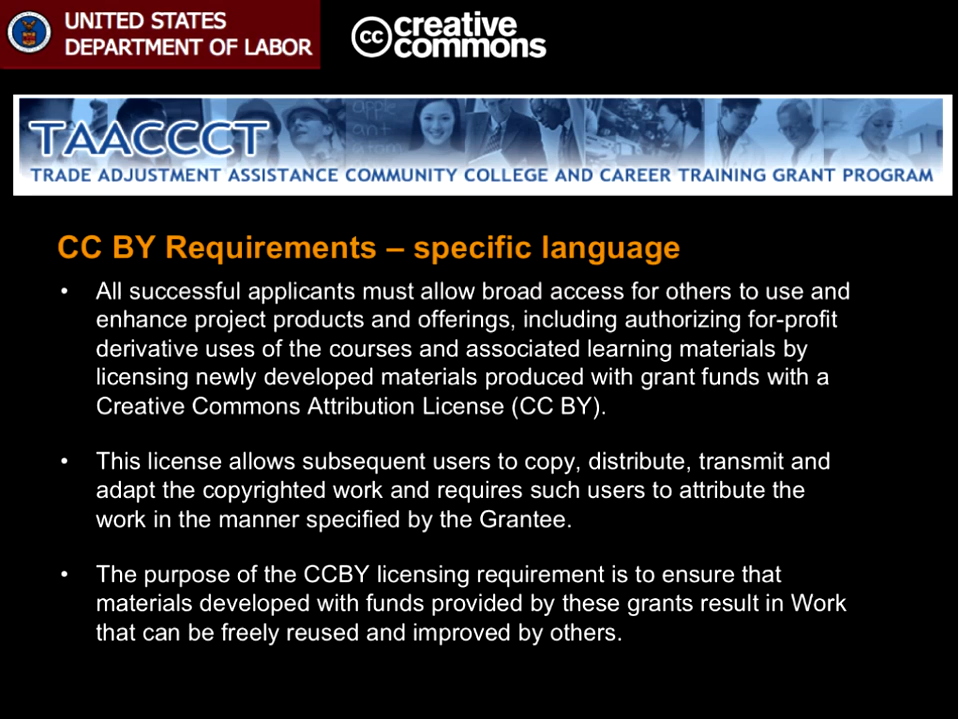 UNITED STATES
DEPARTMENT OF LABOR
cc creative
commons
TAACCCT
TRADE ADJUSTMENT ASSISTANCE COMMUNITY COLLEGE AND CAREER TRAINING GRANT PROGRAM
CC BY Requirements – specific language
• All successful applicants must allow broad access for others to use and
enhance project products and offerings, including authorizing for-profit
derivative uses of the courses and associated learning materials by
licensing newly developed materials produced with grant funds with a
Creative Commons Attribution License (CC BY).
• This license allows subsequent users to copy, distribute, transmit and
adapt the copyrighted work and requires such users to attribute the
work in the manner specified by the Grantee.
• The purpose of the CCBY licensing requirement is to ensure that
materials developed with funds provided by these grants result in Work
that can be freely reused and improved by others.